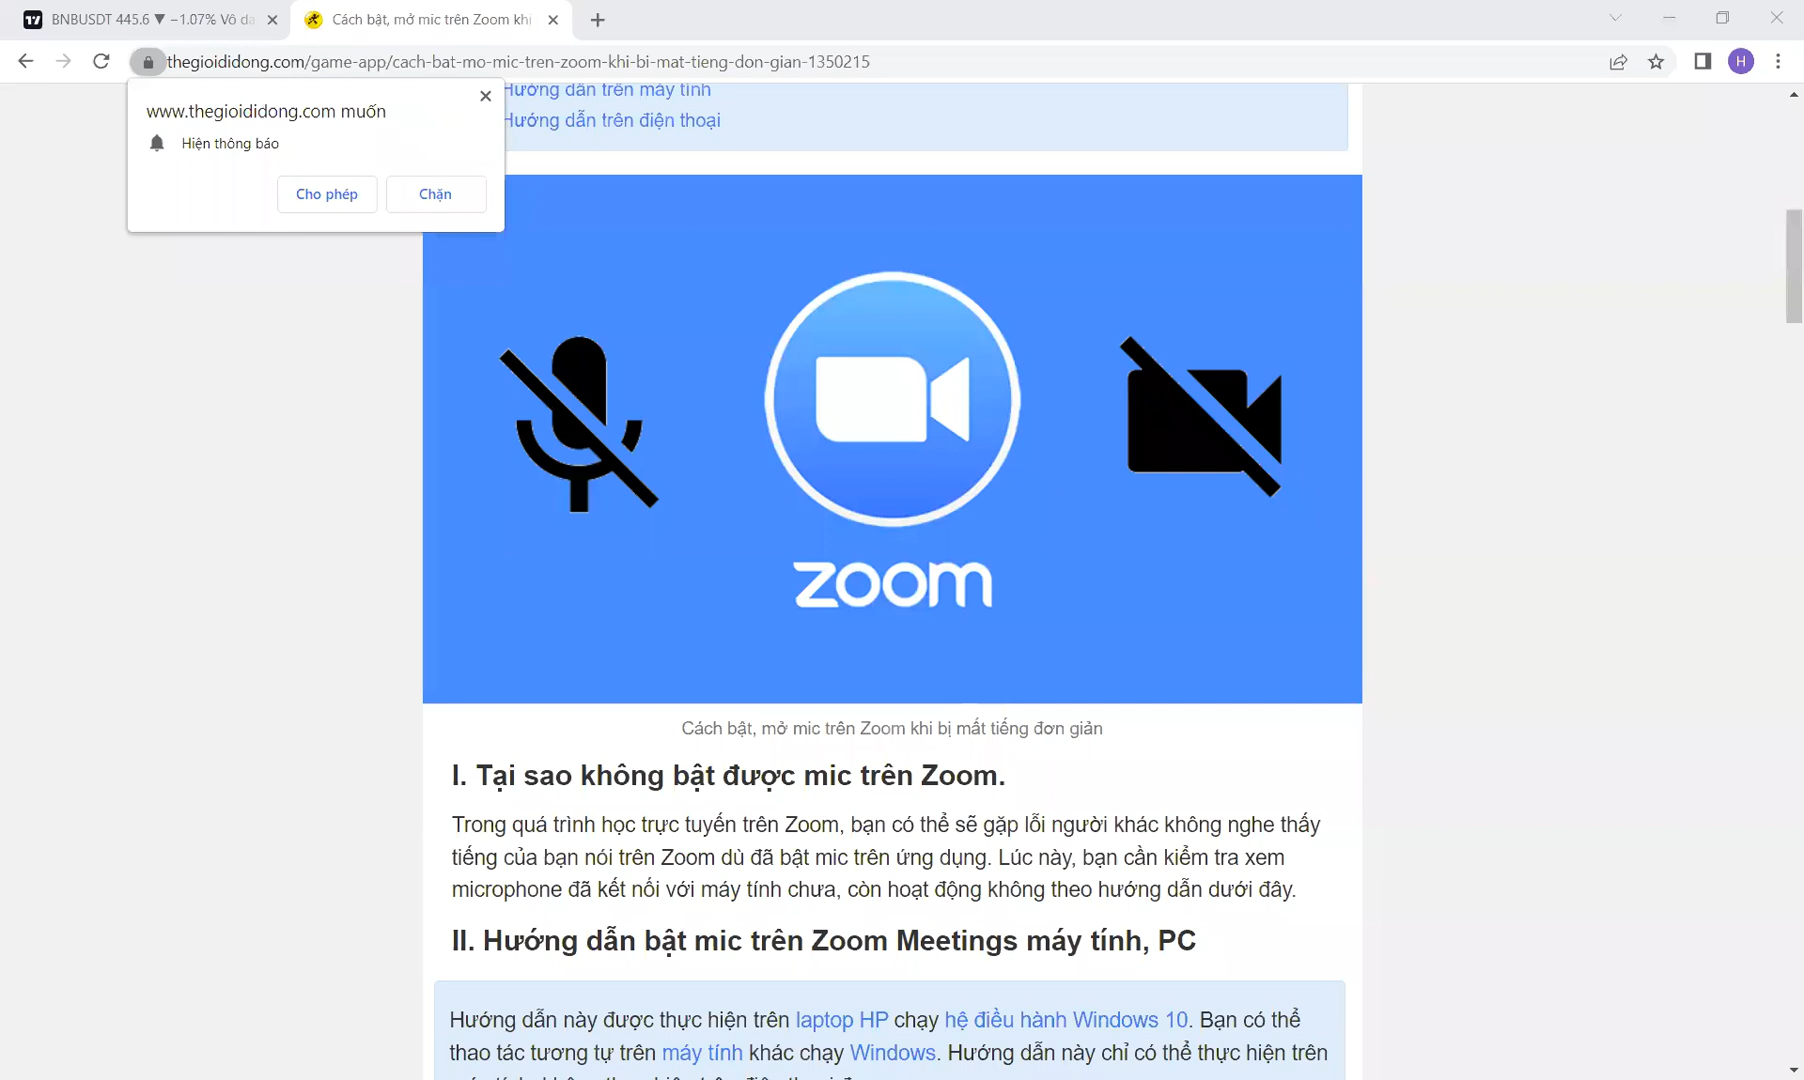 BNBUSDT 445.6 ▼ −1.07% Vô da
Cách bật, mở mic trên Zoom khi
thegioididong.com/game-app/cach-bat-mo-mic-tren-zoom-khi-bi-mat-tieng-don-gian-1350215
H
www.thegioididong.com muốn
Hiện thông báo
Cho phép
Chặn
Hướng dẫn trên máy tính
Hướng dẫn trên điện thoại
zoom
Cách bật, mở mic trên Zoom khi bị mất tiếng đơn giản
I. Tại sao không bật được mic trên Zoom.
Trong quá trình học trực tuyến trên Zoom, bạn có thể sẽ gặp lỗi người khác không nghe thấy
tiếng của bạn nói trên Zoom dù đã bật mic trên ứng dụng. Lúc này, bạn cần kiểm tra xem
microphone đã kết nối với máy tính chưa, còn hoạt động không theo hướng dẫn dưới đây.
II. Hướng dẫn bật mic trên Zoom Meetings máy tính, PC
Hướng dẫn này được thực hiện trên laptop HP chạy hệ điều hành Windows 10. Bạn có thể
thao tác tương tự trên máy tính khác chạy Windows. Hướng dẫn này chỉ có thể thực hiện trên